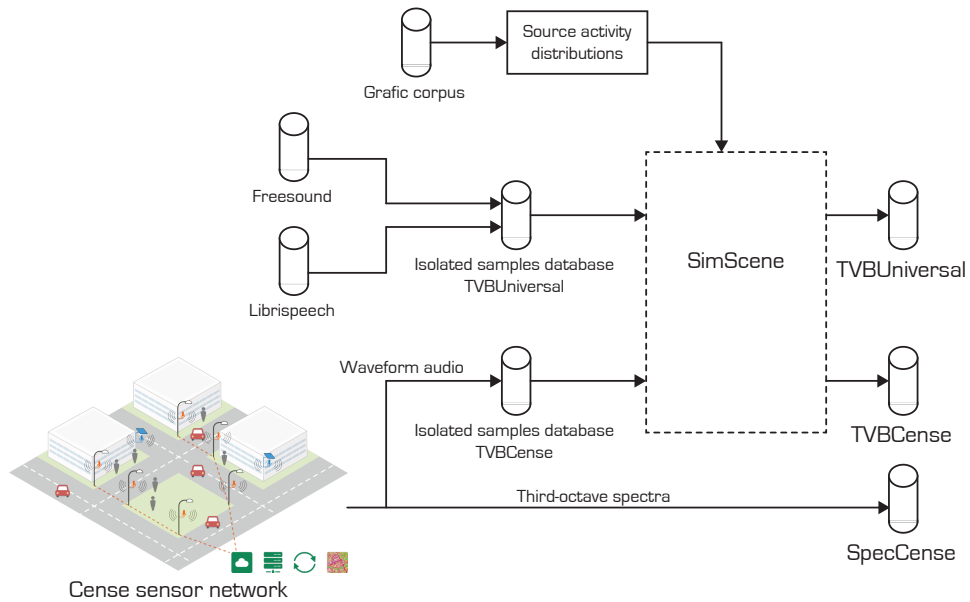 Source activity
distributions
Grafic corpus
Freesound
Librispeech
Isolated samples database
TVBUniversal
SimScene
TVBUniversal
Waveform audio
Isolated samples database
TVBCense
TVBCense
Third-octave spectra
SpecCense
Cense sensor network